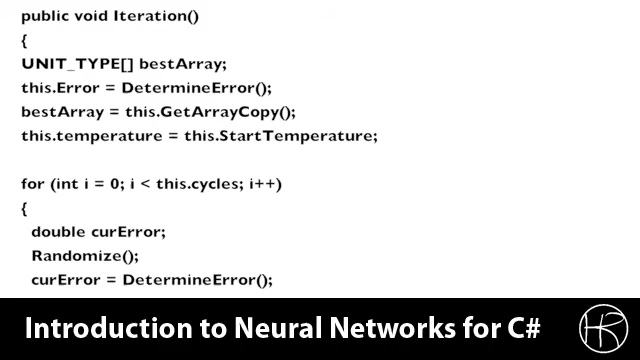 public void Iteration()
{
UNIT_TYPE[] bestArray;
this.Error = DetermineError();
bestArray = this.GetArrayCopy();
this.temperature = this.StartTemperature;
for (int i = 0; i < this.cycles; i++)
{
double curError;
Randomize();
curError = DetermineError();
Introduction to Neural Networks for C#